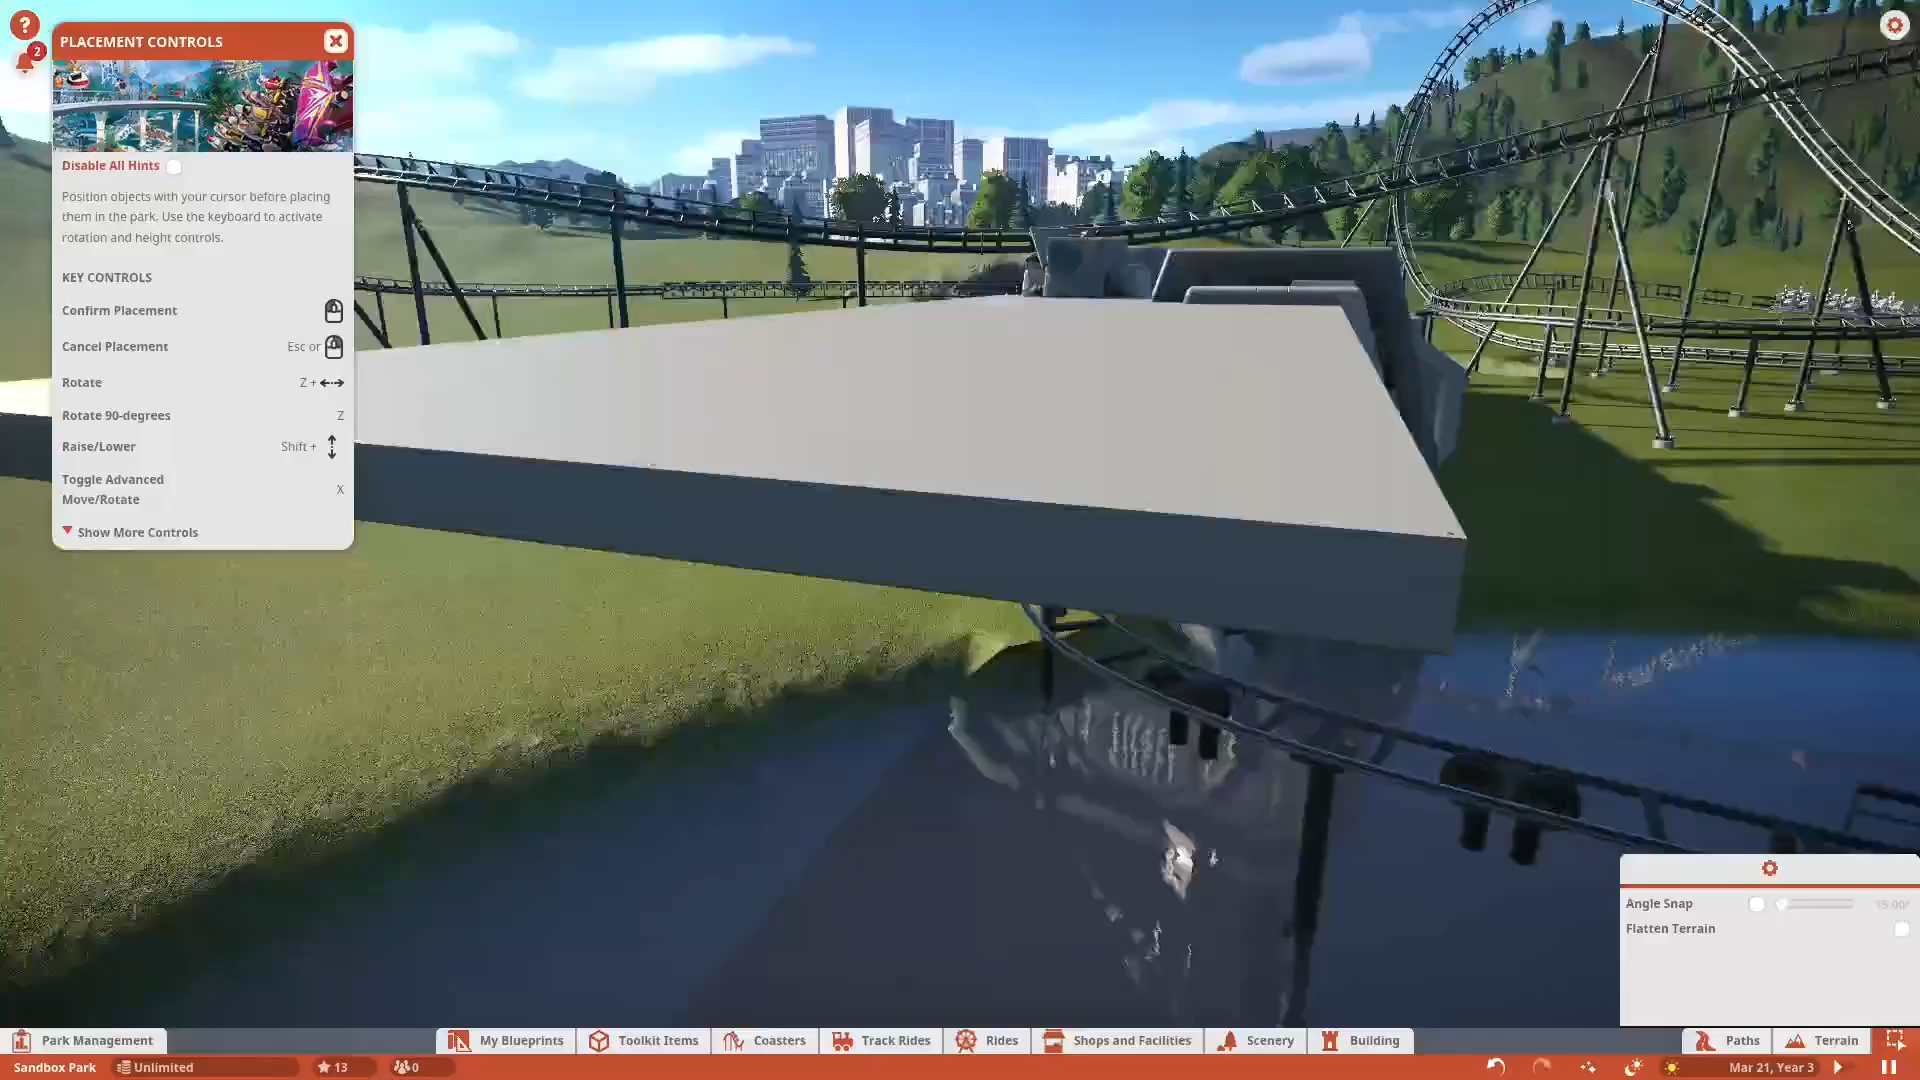 ?
2
PLACEMENT CONTROLS
Disable All Hints
Position objects with your cursor before placing
them in the park. Use the keyboard to activate
rotation and height controls.
KEY CONTROLS
Confirm Placement
Cancel Placement Esc or
Rotate Z +
Rotate 90-degrees Z
Raise/Lower Shift +
Toggle Advanced
Move/Rotate X
Show More Controls
Angle Snap 15.00°
Flatten Terrain
Park Management My Blueprints Toolkit Items Coasters Track Rides Rides Shops and Facilities Scenery Building Paths Terrain
Sandbox Park Unlimited 13 0 Mar 21, Year 3